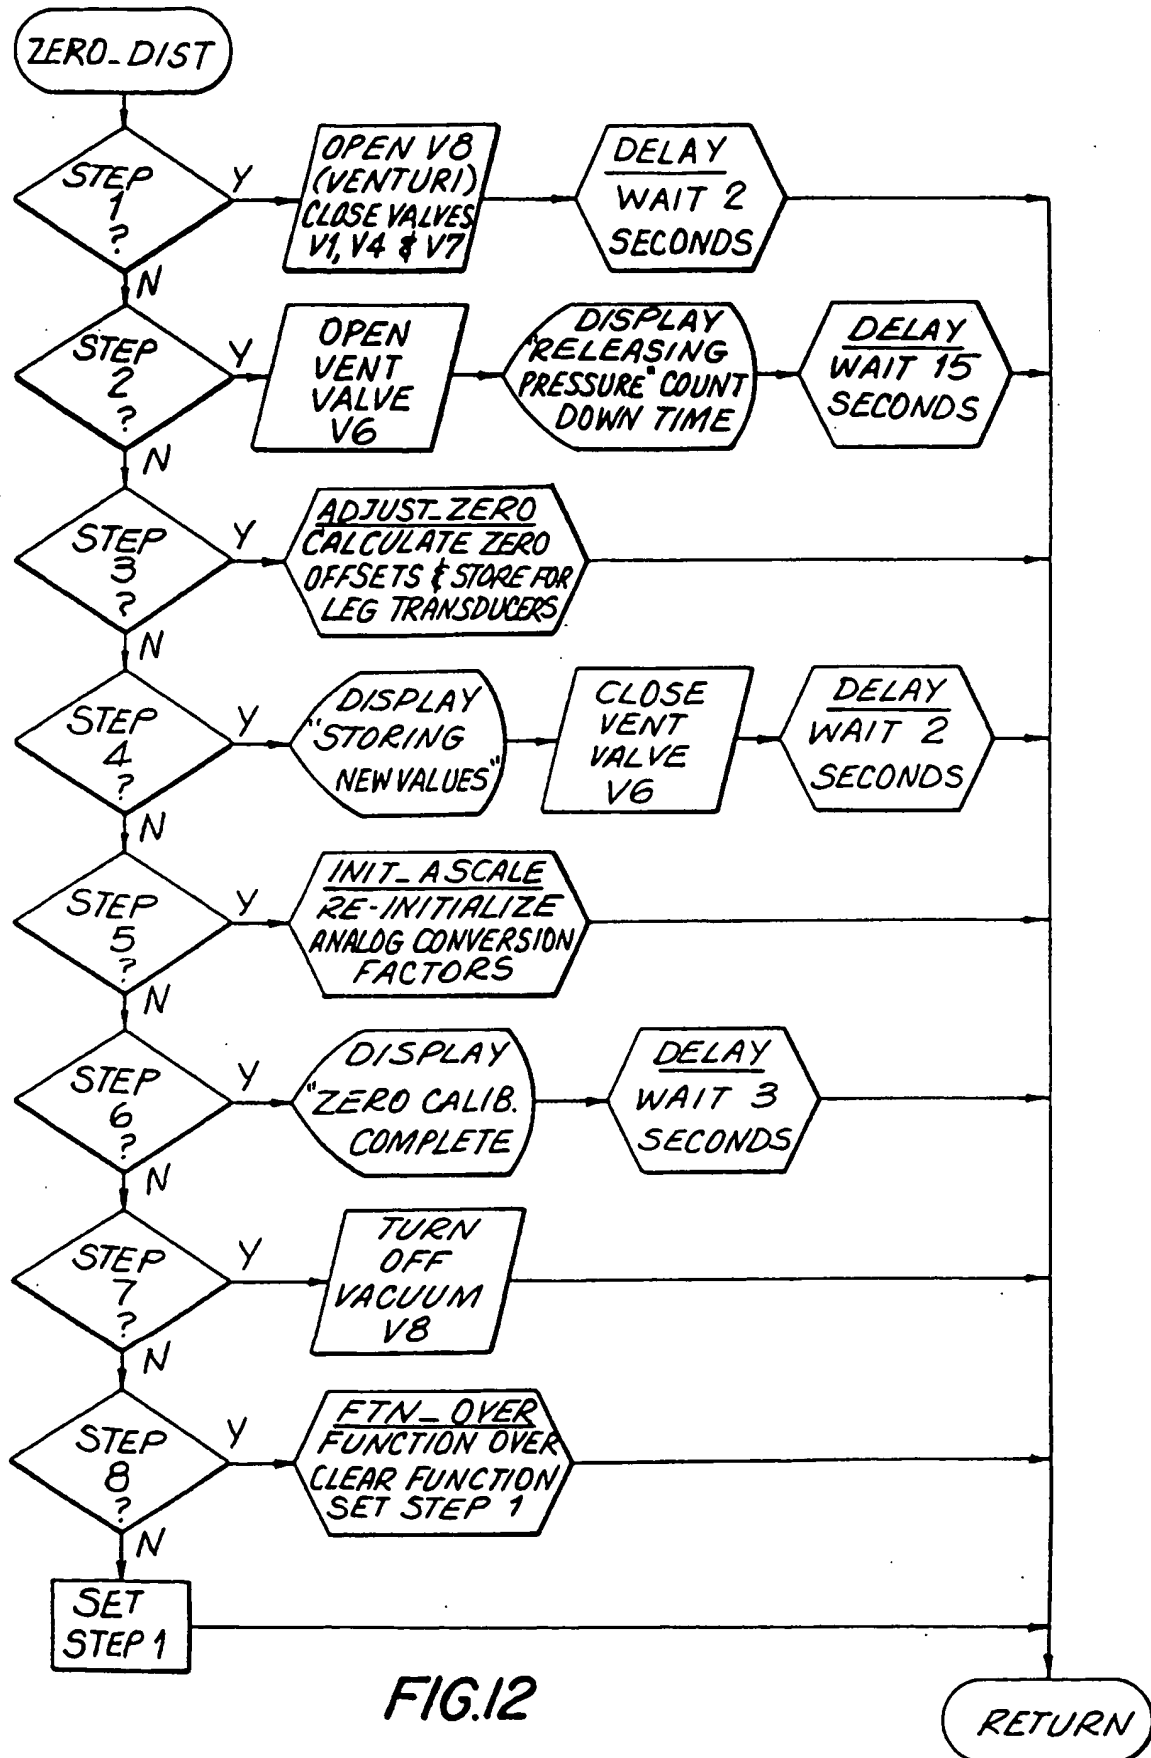 ZERO_DIST
STEP
1
?
Y
OPEN V8
(VENTURI)
CLOSE VALVES
V1, V4 & V7
DELAY
WAIT 2
SECONDS
N
STEP
2
?
Y
OPEN
VENT
VALVE
V6
DISPLAY
"RELEASING
PRESSURE" COUNT
DOWN TIME
DELAY
WAIT 15
SECONDS
N
STEP
3
?
Y
ADJUST_ZERO
CALCULATE ZERO
OFFSETS & STORE FOR
LEG TRANSDUCERS
N
STEP
4
?
Y
DISPLAY
"STORING
NEW VALUES"
CLOSE
VENT
VALVE
V6
DELAY
WAIT 2
SECONDS
N
STEP
5
?
Y
INIT_ASCALE
RE-INITIALIZE
ANALOG CONVERSION
FACTORS
N
STEP
6
?
Y
DISPLAY
"ZERO CALIB.
COMPLETE
DELAY
WAIT 3
SECONDS
N
STEP
7
?
Y
TURN
OFF
VACUUM
V8
N
STEP
8
?
Y
FTN_OVER
FUNCTION OVER
CLEAR FUNCTION
SET STEP 1
N
SET
STEP 1
RETURN
FIG.12